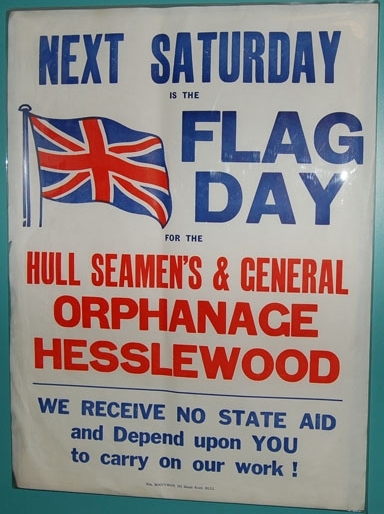 NEXT SATURDAY
IS THE
FLAG
DAY
FOR THE
HULL SEAMEN'S & GENERAL
ORPHANAGE
HESSLEWOOD
WE RECEIVE NO STATE AID
and Depend upon YOU
to carry on our work !